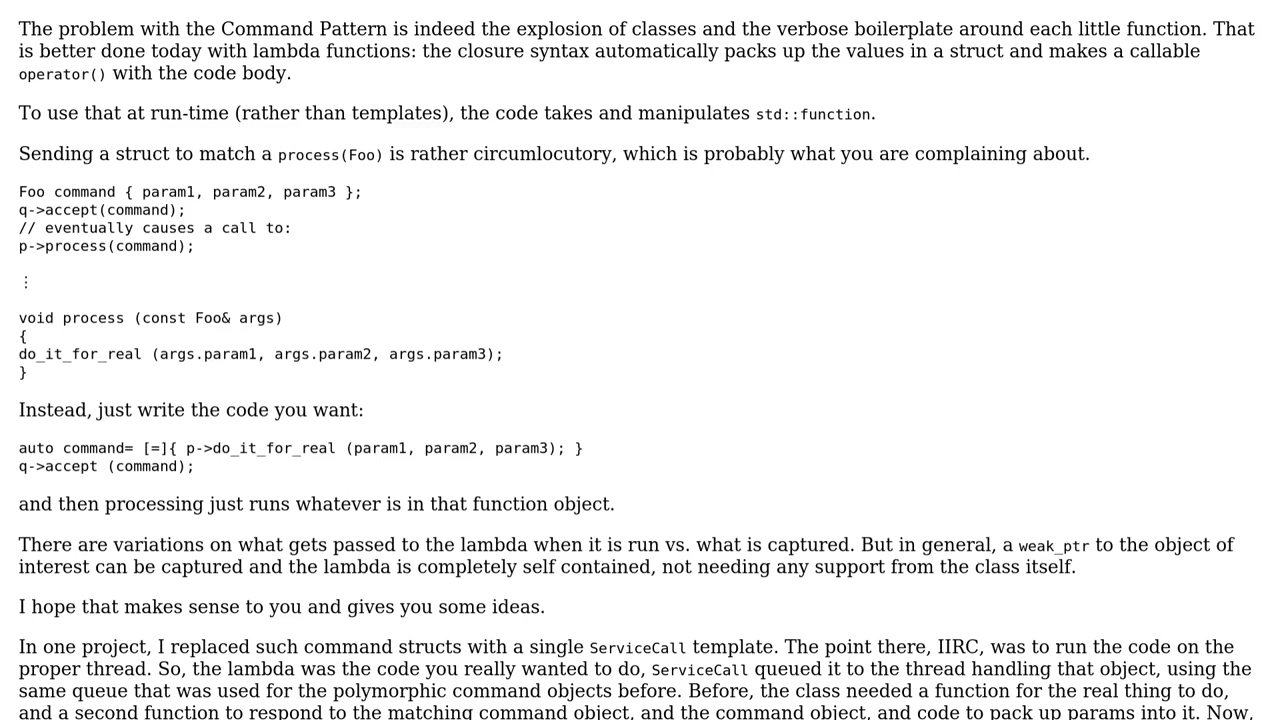 The problem with the Command Pattern is indeed the explosion of classes and the verbose boilerplate around each little function. That
is better done today with lambda functions: the closure syntax automatically packs up the values in a struct and makes a callable
operator() with the code body.
To use that at run-time (rather than templates), the code takes and manipulates std::function.
Sending a struct to match a process(Foo) is rather circumlocutory, which is probably what you are complaining about.
Foo command { param1, param2, param3 };
q->accept(command);
// eventually causes a call to:
p->process(command);
⋮
void process (const Foo& args)
{
do_it_for_real (args.param1, args.param2, args.param3);
}
Instead, just write the code you want:
auto command= [=]{ p->do_it_for_real (param1, param2, param3); }
q->accept (command);
and then processing just runs whatever is in that function object.
There are variations on what gets passed to the lambda when it is run vs. what is captured. But in general, a weak_ptr to the object of
interest can be captured and the lambda is completely self contained, not needing any support from the class itself.
I hope that makes sense to you and gives you some ideas.
In one project, I replaced such command structs with a single ServiceCall template. The point there, IIRC, was to run the code on the
proper thread. So, the lambda was the code you really wanted to do, ServiceCall queued it to the thread handling that object, using the
same queue that was used for the polymorphic command objects before. Before, the class needed a function for the real thing to do,
and a second function to respond to the matching command object, and the command object, and code to pack up params into it. Now,